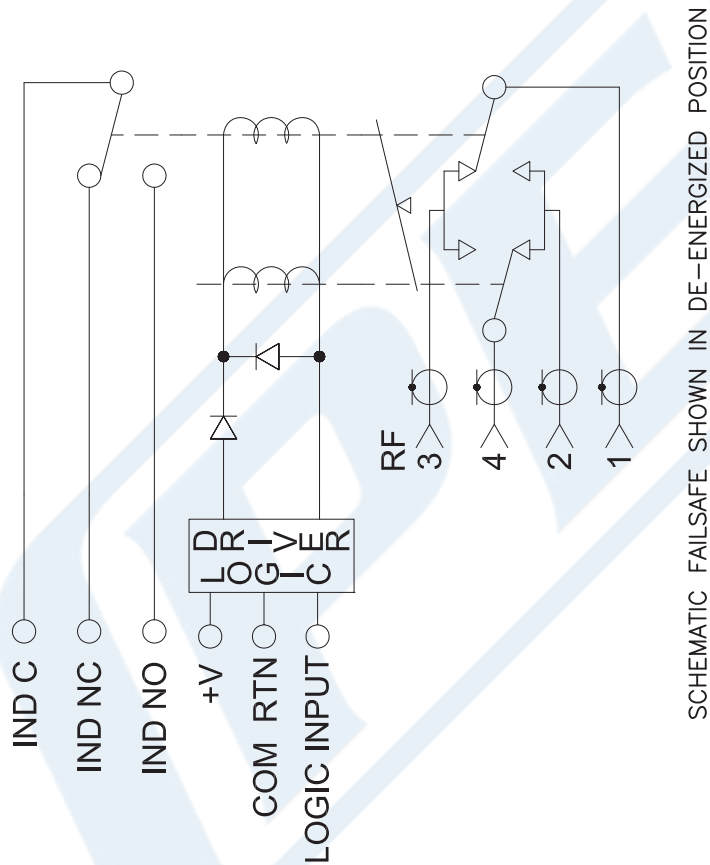 IND C
IND NC
IND NO
+V
COM RTN
LOGIC INPUT
LOGIC
DRIVER
RF
3
4
2
1
SCHEMATIC FAILSAFE SHOWN IN DE-ENERGIZED POSITION